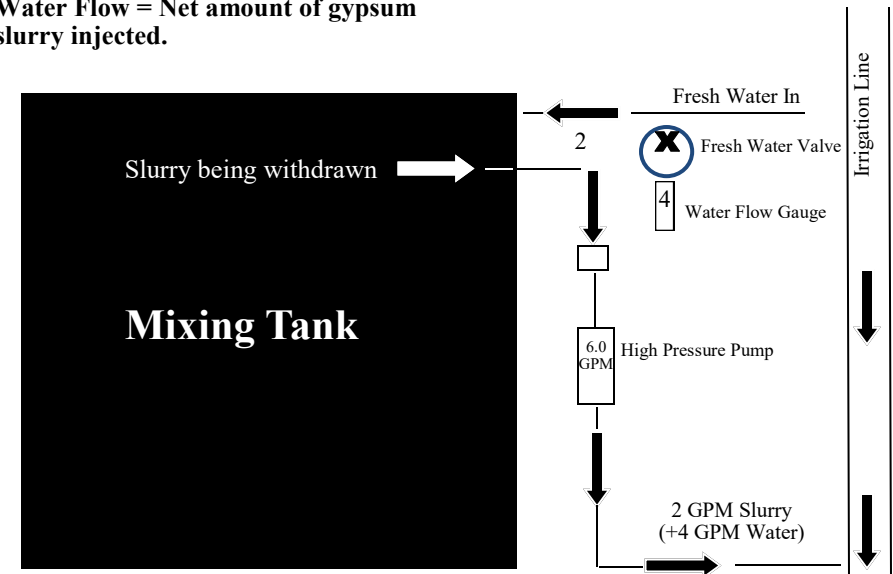 Water Flow = Net amount of gypsum
slurry injected.
Fresh Water In
Irrigation Line
2
Fresh Water Valve
Slurry being withdrawn
4
Water Flow Gauge
Mixing Tank
6.0
GPM
High Pressure Pump
2 GPM Slurry
(+4 GPM Water)